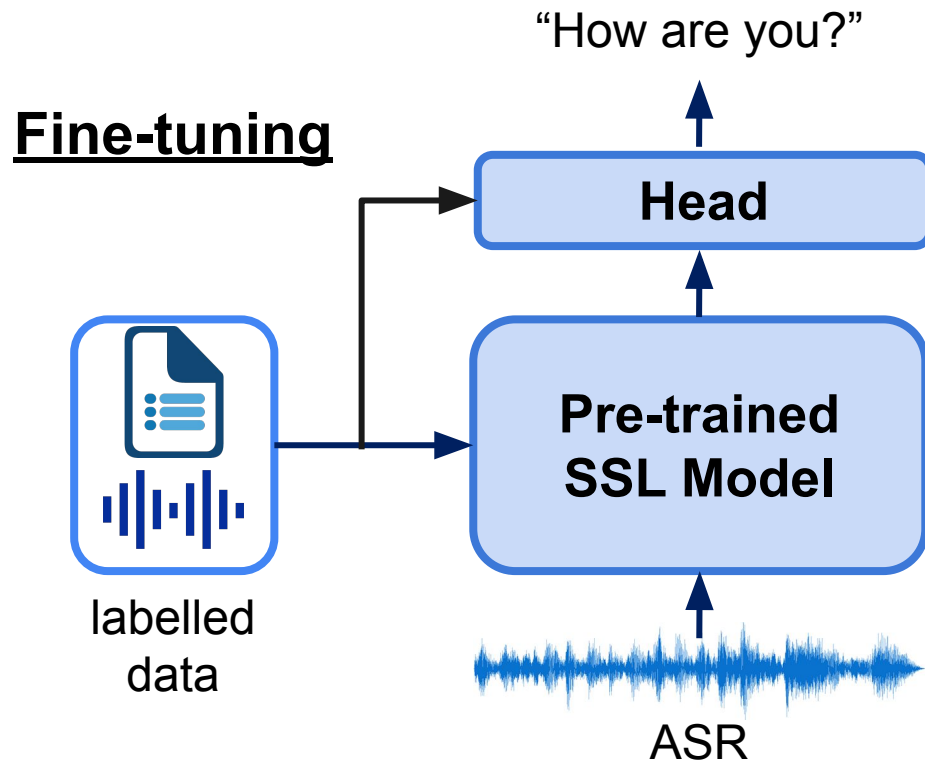 “How are you?”
Fine-tuning
Head
Pre-trained
SSL Model
labelled
data
ASR